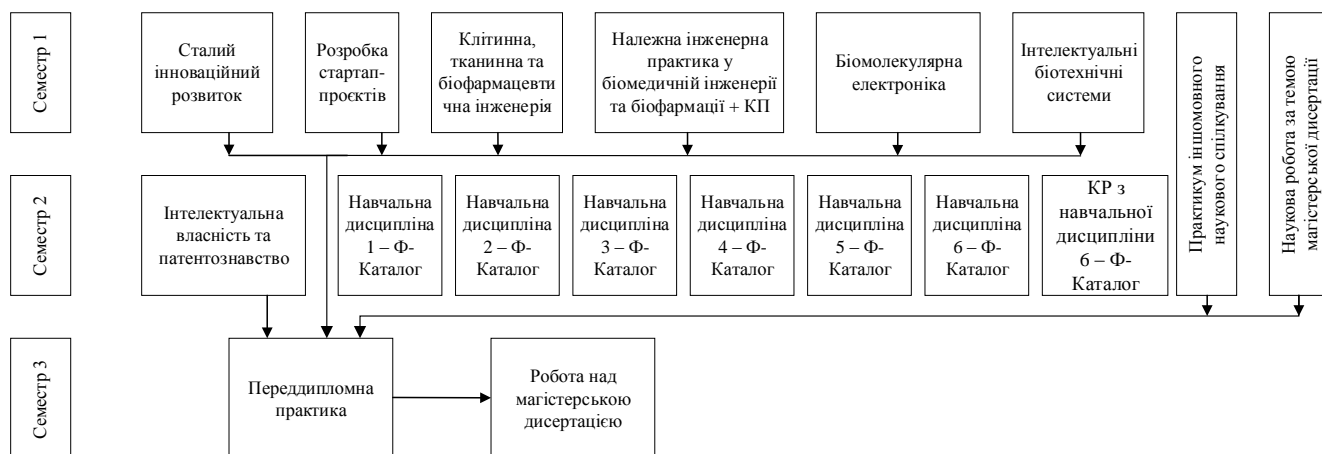 Семестр 1
Сталий
інноваційний
розвиток
Розробка
стартап-
проєктів
Клітинна,
тканинна та
біофармацевти
чна інженерія
Належна інженерна
практика у
біомедичній інженерії
та біофармації + КП
Біомолекулярна
електроніка
Інтелектуальні
біотехнічні
системи
Практикум іншомовного
наукового спілкування
Наукова робота за темою
магістерської дисертації
Семестр 2
Інтелектуальна
власність та
патентознавство
Навчальна
дисципліна
1 – Ф-
Каталог
Навчальна
дисципліна
2 – Ф-
Каталог
Навчальна
дисципліна
3 – Ф-
Каталог
Навчальна
дисципліна
4 – Ф-
Каталог
Навчальна
дисципліна
5 – Ф-
Каталог
Навчальна
дисципліна
6 – Ф-
Каталог
КР з
навчальної
дисципліни
6 – Ф-
Каталог
Семестр 3
Переддипломна
практика
Робота над
магістерською
дисертацією